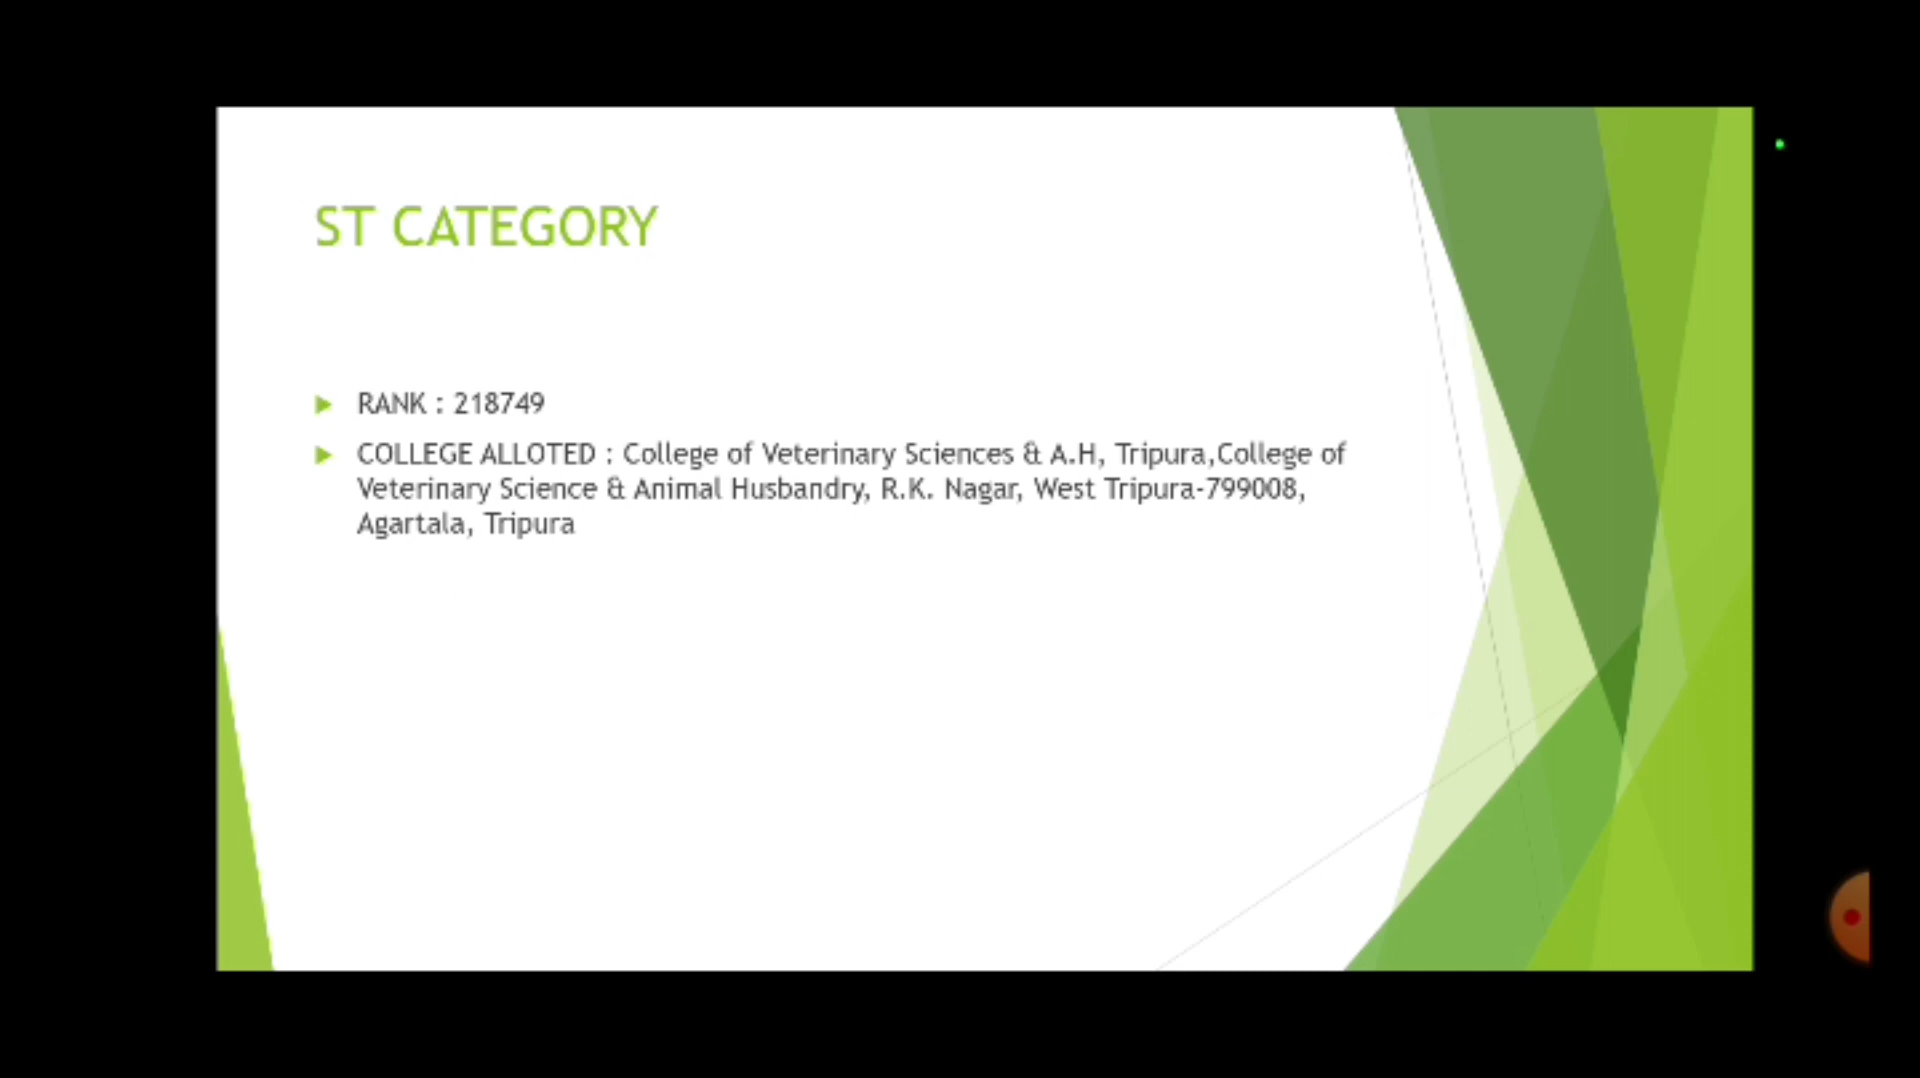 ST CATEGORY
RANK : 218749
COLLEGE ALLOTED : College of Veterinary Sciences & A.H, Tripura,College of
Veterinary Science & Animal Husbandry, R.K. Nagar, West Tripura-799008,
Agartala, Tripura